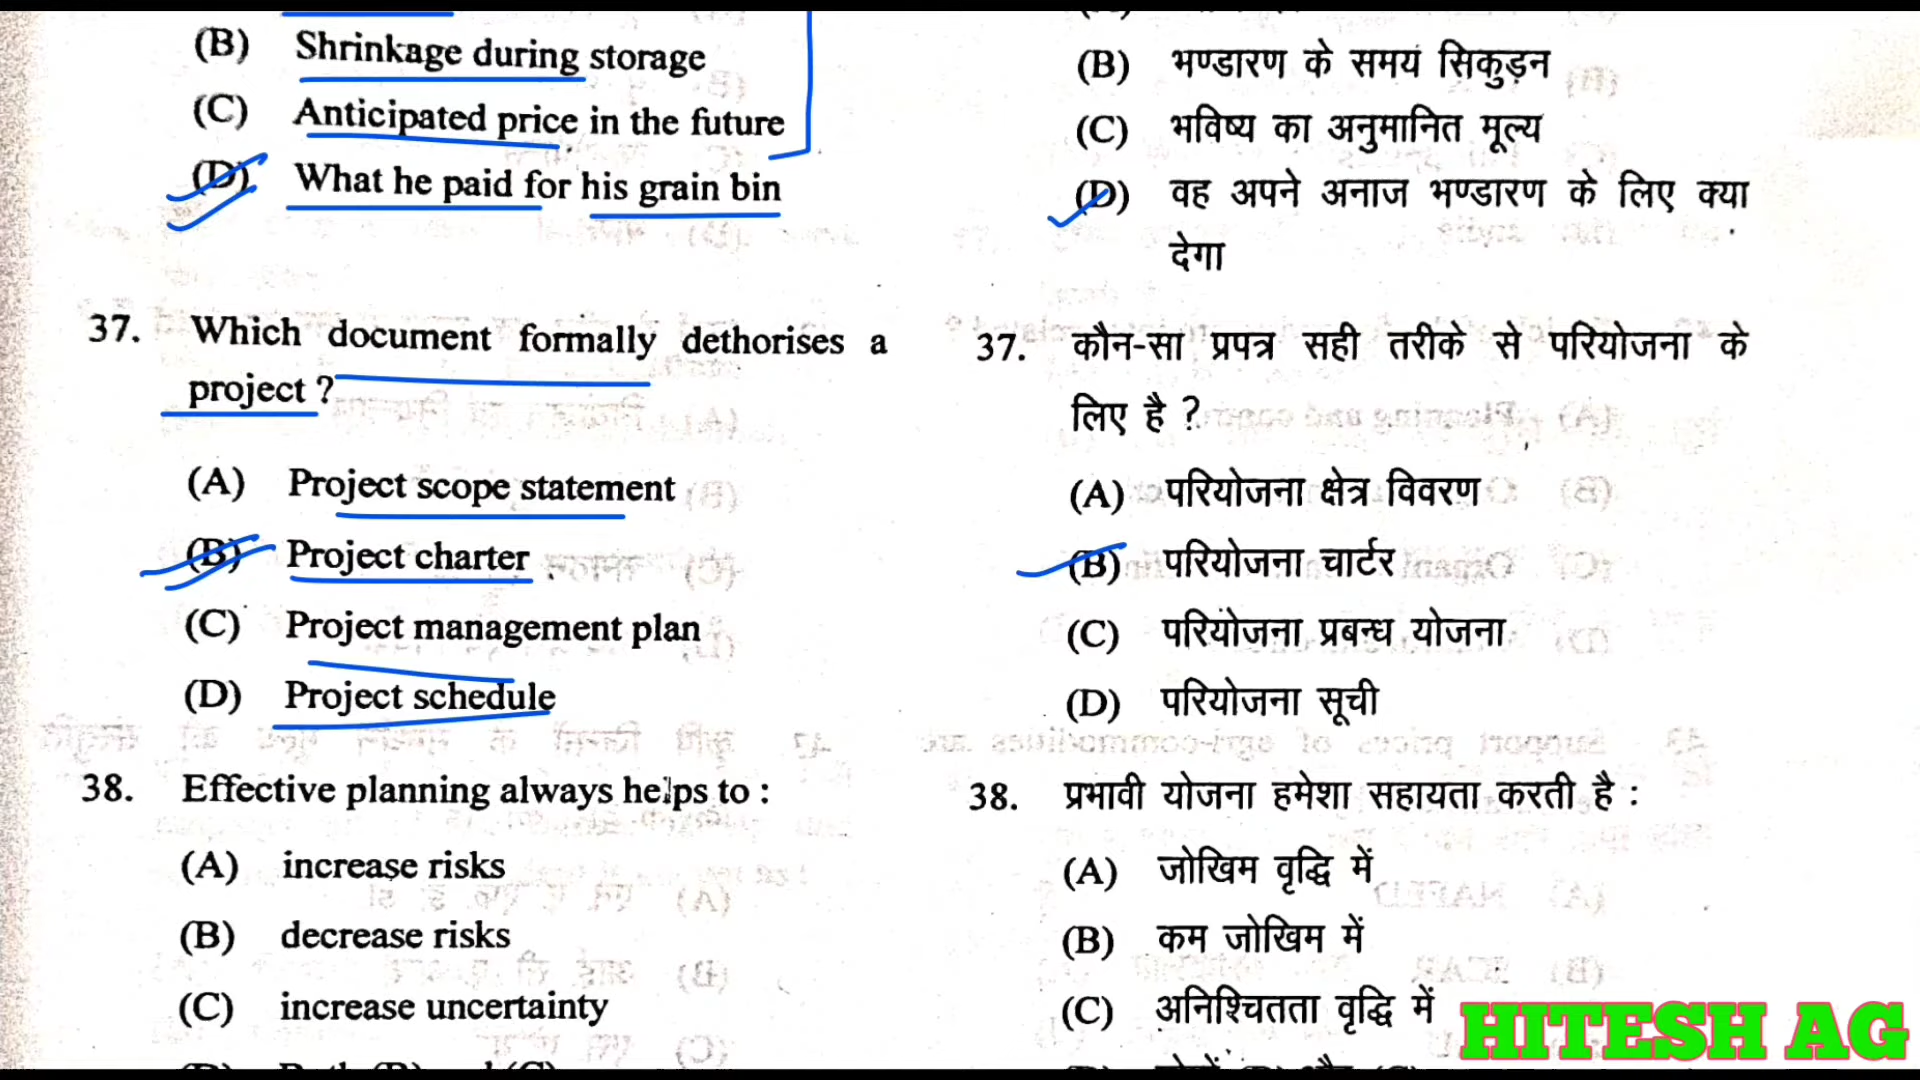 (B) Shrinkage during storage
(C) Anticipated price in the future
(D) What he paid for his grain bin
37. Which document formally dethorises a
project ?
(A) Project scope statement
(B) Project charter
(C) Project management plan
(D) Project schedule
38. Effective planning always helps to :
(A) increase risks
(B) decrease risks
(C) increase uncertainty
(B) भण्डारण के समय सिकुड़न
(C) भविष्य का अनुमानित मूल्य
(D) वह अपने अनाज भण्डारण के लिए क्या
देगा
37. कौन-सा प्रपत्र सही तरीके से परियोजना के
लिए है ?
(A) परियोजना क्षेत्र विवरण
(B) परियोजना चार्टर
(C) परियोजना प्रबन्ध योजना
(D) परियोजना सूची
38. प्रभावी योजना हमेशा सहायता करती है :
(A) जोखिम वृद्धि में
(B) कम जोखिम में
(C) अनिश्चितता वृद्धि में
HITESH AG